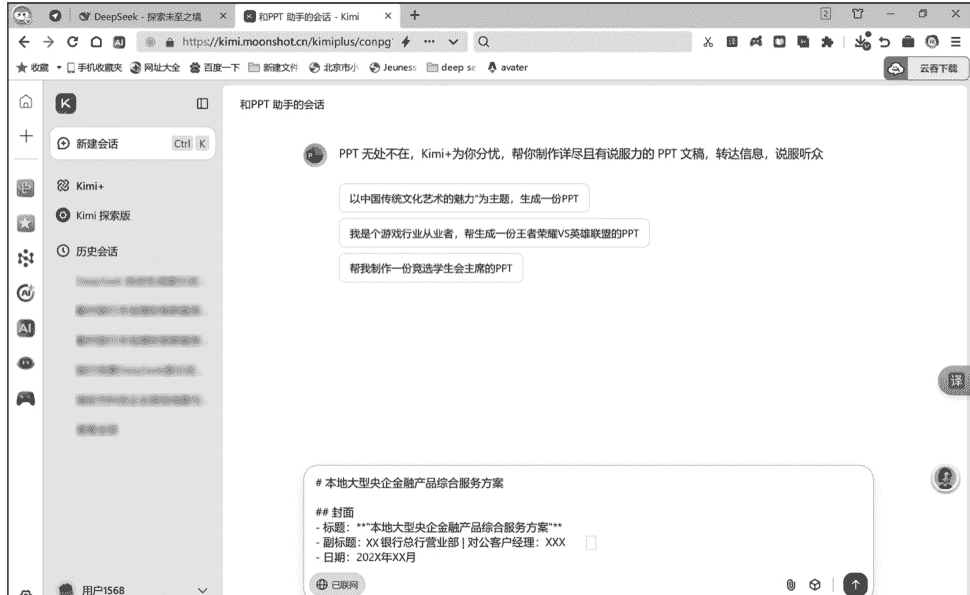 DeepSeek - 探索未至之境
和PPT 助手的会话 - Kimi
2
https://kimi.moonshot.cn/kimiplus/conpg
收藏
手机收藏夹
网址大全
百度一下
新建文件
北京市小
Jeuness
deep se
avater
云吞下载
K
和PPT 助手的会话
新建会话 Ctrl K
PPT 无处不在，Kimi+为你分忧，帮你制作详尽且有说服力的 PPT 文稿，转达信息，说服听众
Kimi+
以中国传统文化艺术的魅力"为主题，生成一份PPT
Kimi 探索版
我是个游戏行业从业者，帮生成一份王者荣耀VS英雄联盟的PPT
历史会话
帮我制作一份竞选学生会主席的PPT
AI
译
# 本地大型央企金融产品综合服务方案
## 封面
- 标题：**"本地大型央企金融产品综合服务方案"**
- 副标题：XX银行总行营业部 | 对公客户经理：XXX
- 日期：202X年XX月
已联网
用户1568